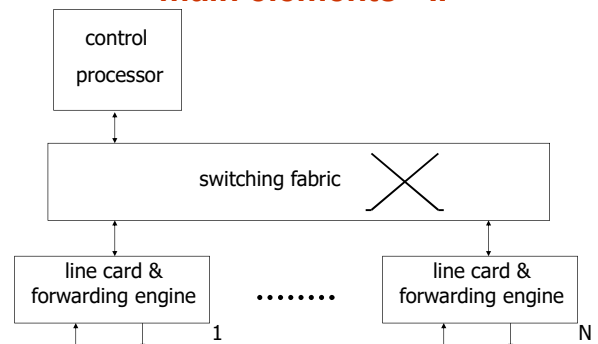 control
processor
switching fabric
line card &
forwarding engine
........
line card &
forwarding engine
1
N